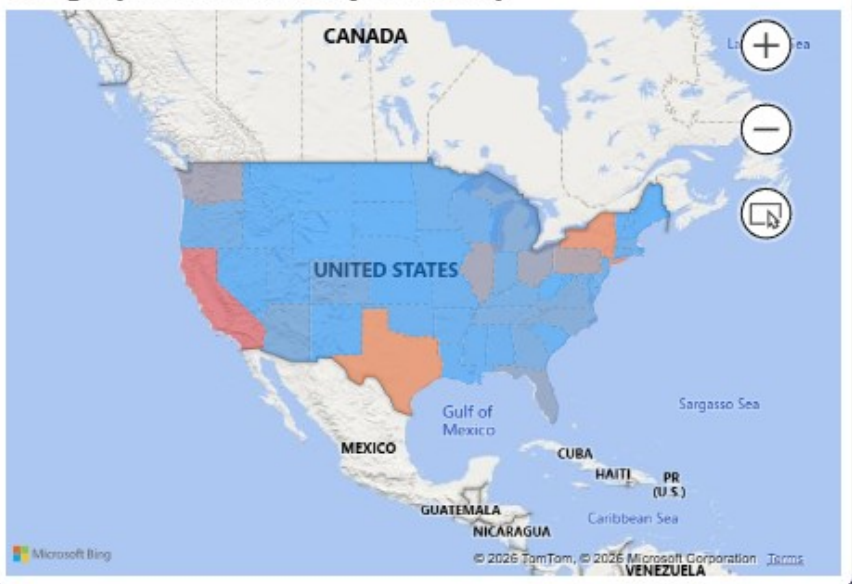 CANADA
Sea
UNITED STATES
Gulf of
Mexico
Sargasso Sea
MEXICO
CUBA
HAITI
PR
(U.S.)
GUATEMALA
Caribbean Sea
NICARAGUA
Microsoft Bing
© 2026 TomTom, © 2026 Microsoft Corporation Terms
VENEZUELA